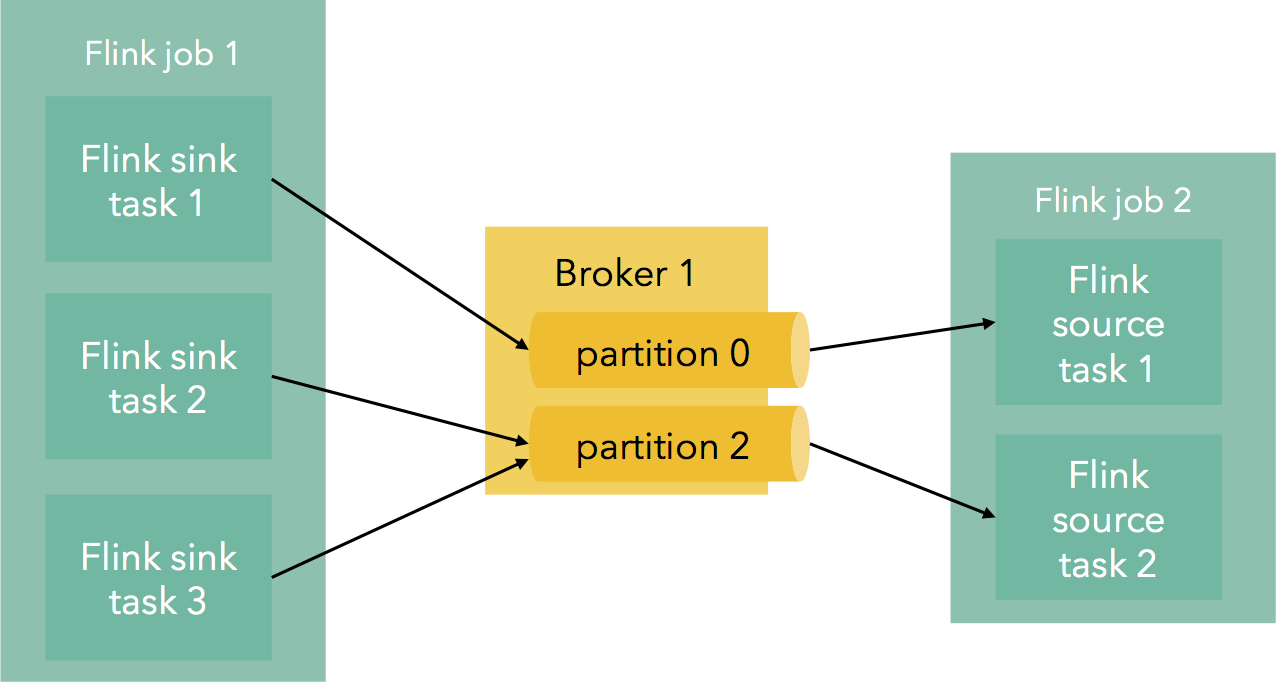 Flink job 1
Flink sink
task 1
Flink sink
task 2
Flink sink
task 3
Broker 1
partition 0
partition 2
Flink job 2
Flink
source
task 1
Flink
source
task 2